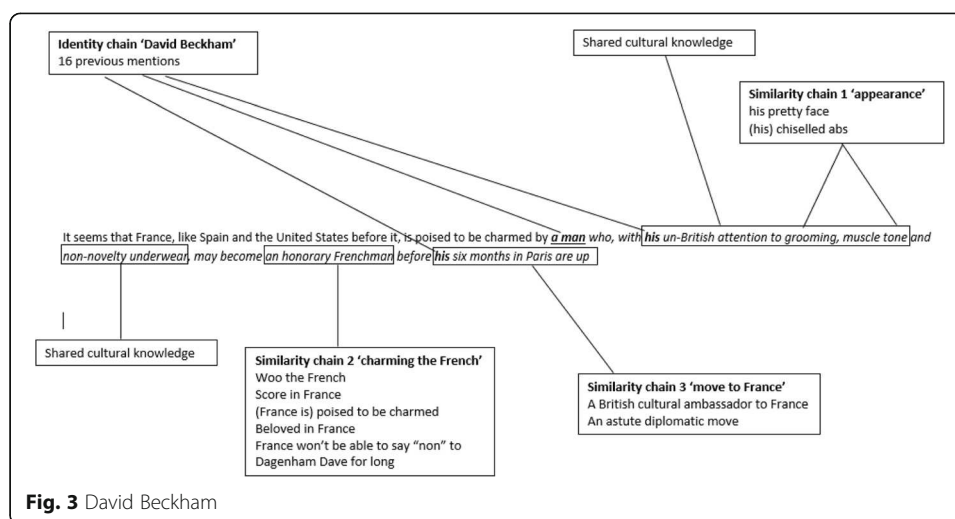 Identity chain 'David Beckham'
16 previous mentions
Shared cultural knowledge
Similarity chain 1 'appearance'
his pretty face
(his) chiselled abs
It seems that France, like Spain and the United States before it, is poised to be charmed by a man who, with his un-British attention to grooming, muscle tone and
non-novelty underwear, may become an honorary Frenchman before his six months in Paris are up
Shared cultural knowledge
Similarity chain 2 'charming the French'
Woo the French
Score in France
(France is) poised to be charmed
Beloved in France
France won't be able to say "non" to
Dagenham Dave for long
Similarity chain 3 'move to France'
A British cultural ambassador to France
An astute diplomatic move
Fig. 3 David Beckham